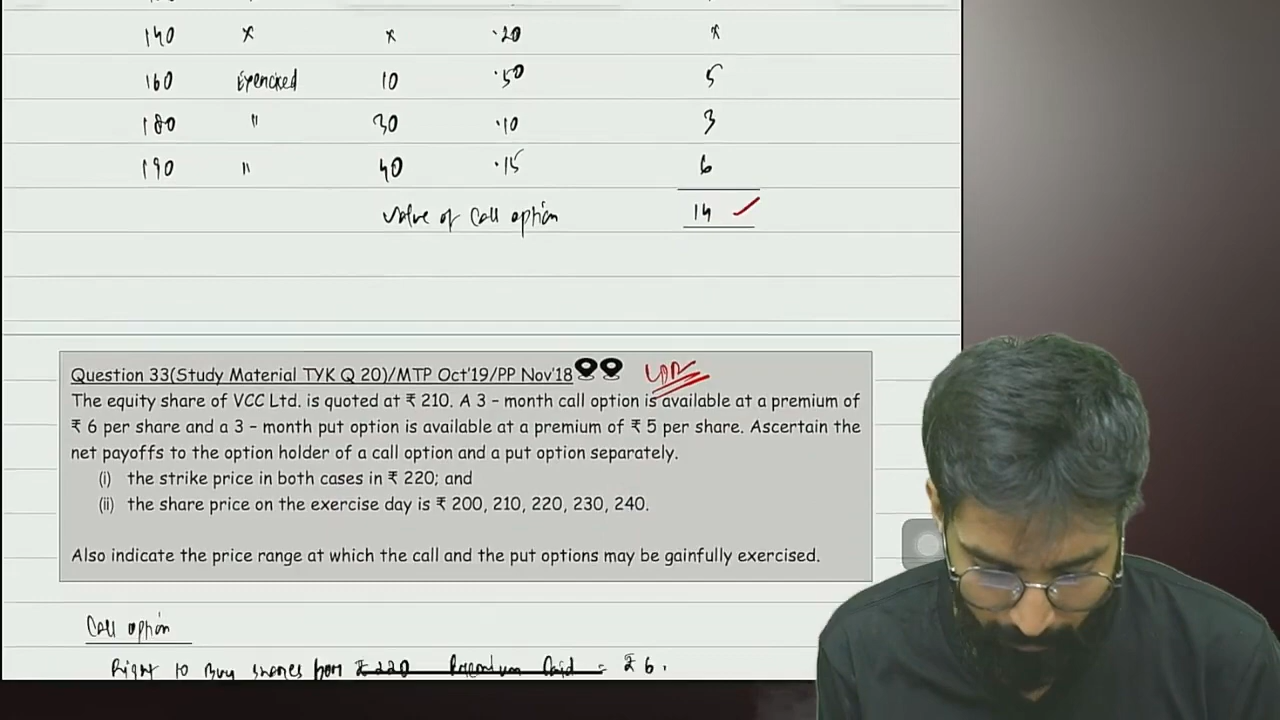 140 x x .20 x
160 Exercised 10 .50 5
180 " 30 .10 3
190 " 40 .15 6
Value of Call option 14 ✓
Question 33(Study Material TYK Q 20)/MTP Oct'19/PP Nov'18
The equity share of VCC Ltd. is quoted at ₹ 210. A 3 – month call option is available at a premium of
₹ 6 per share and a 3 – month put option is available at a premium of ₹ 5 per share. Ascertain the
net payoffs to the option holder of a call option and a put option separately.
(i) the strike price in both cases in ₹ 220; and
(ii) the share price on the exercise day is ₹ 200, 210, 220, 230, 240.
Also indicate the price range at which the call and the put options may be gainfully exercised.
Call option
Right to Buy shares ₹ 220 Premium Paid = ₹ 6.